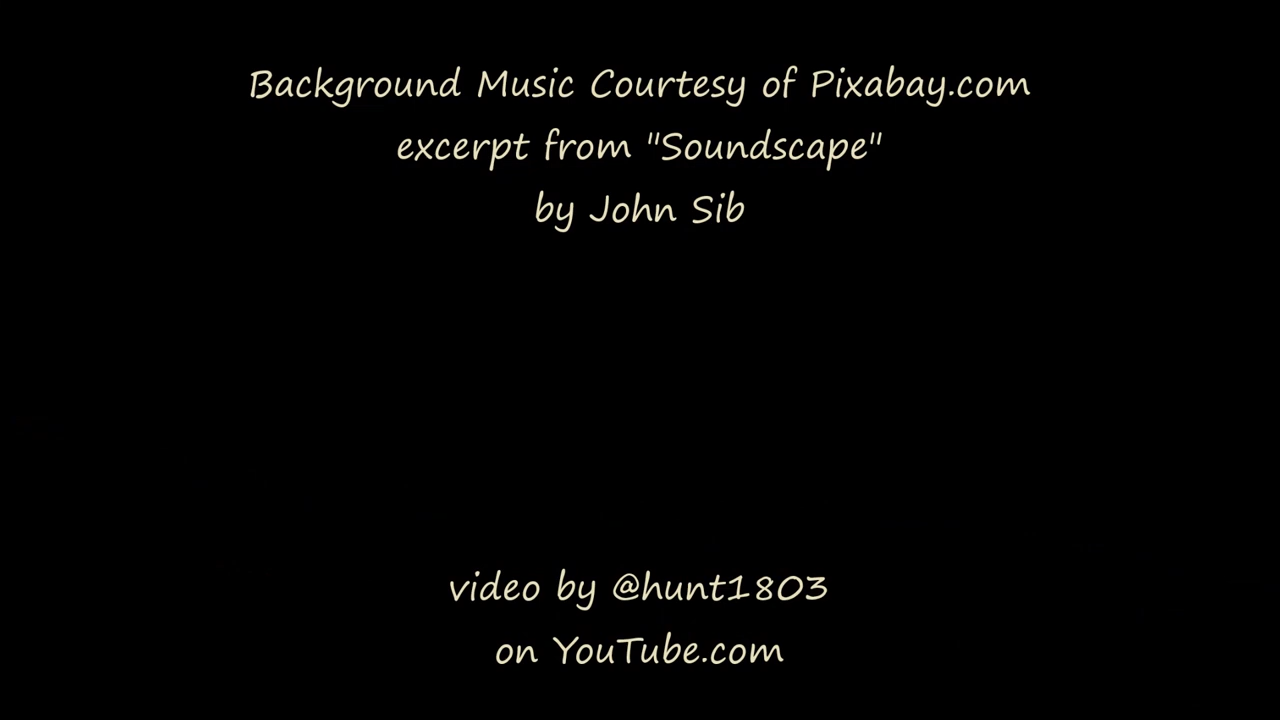 Background Music Courtesy of Pixabay.com
excerpt from "Soundscape"
by John Sib
video by @hunt1803
on YouTube.com